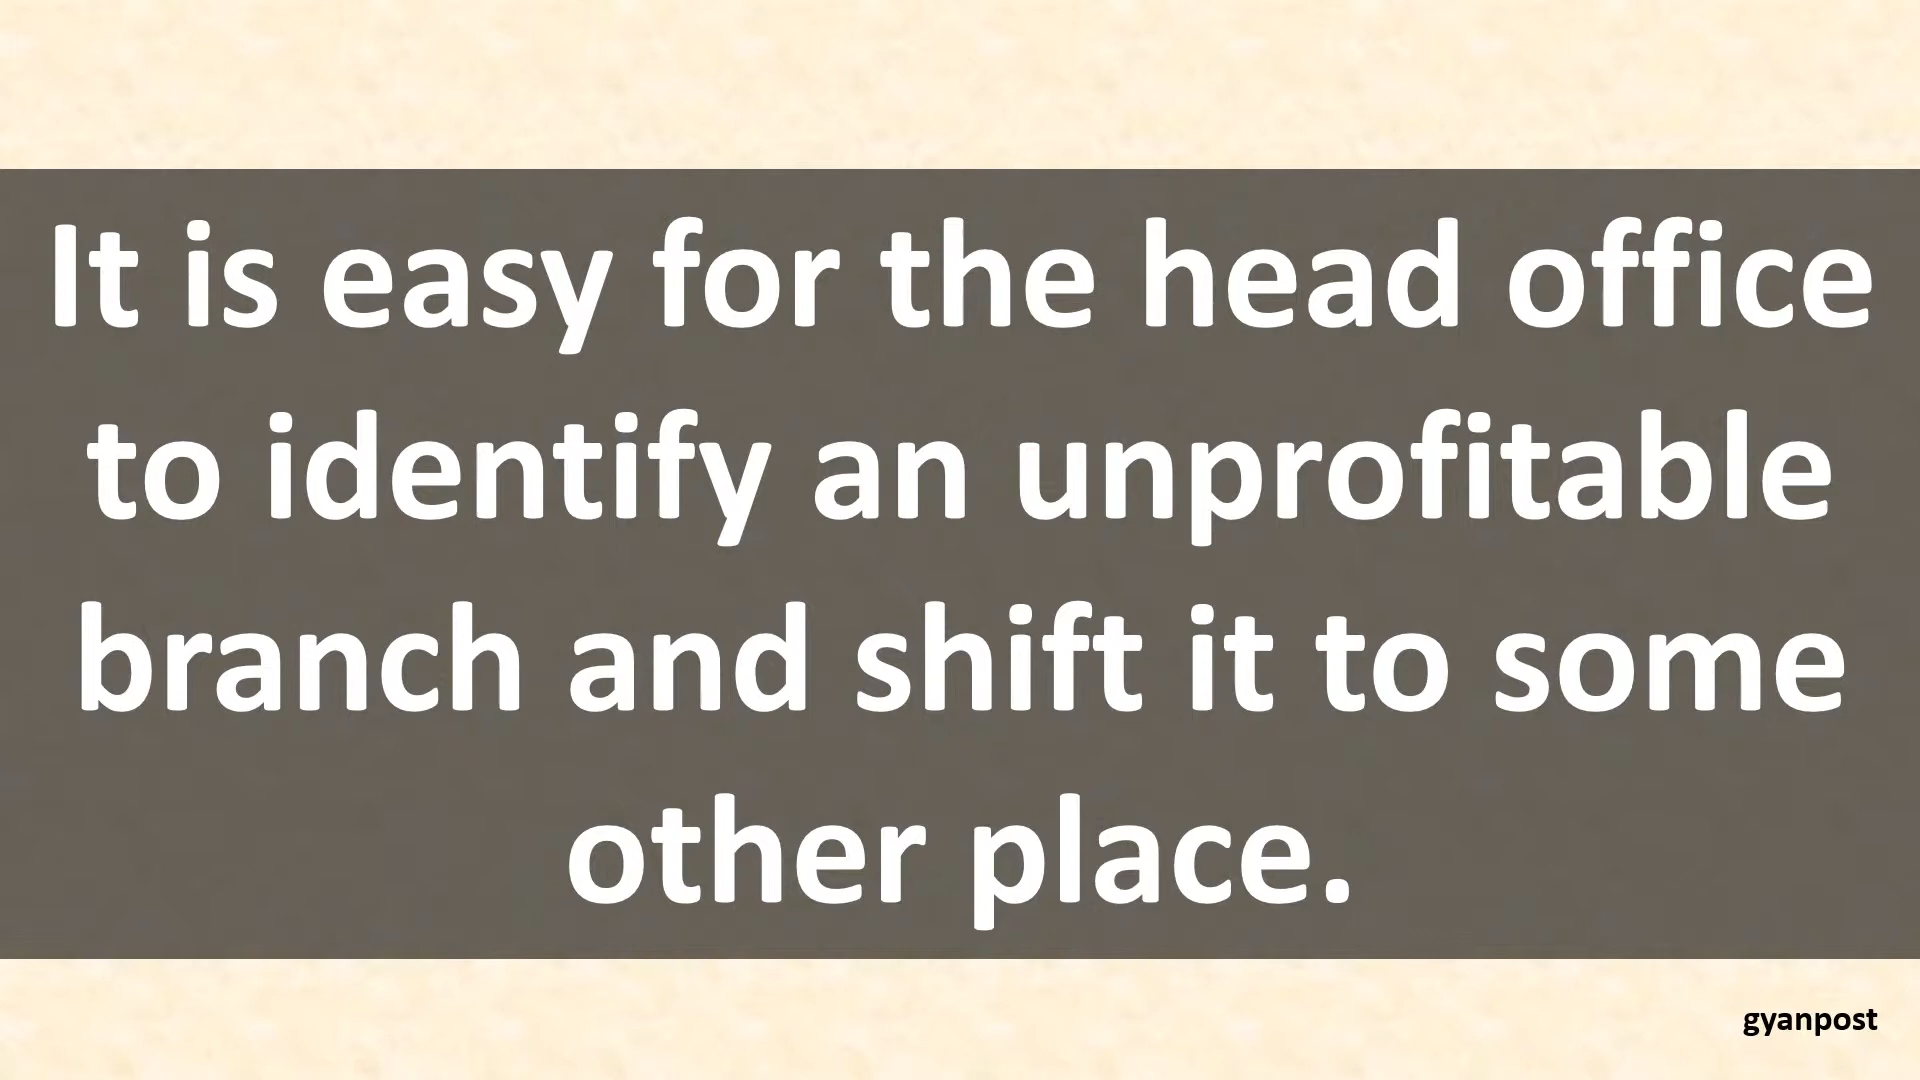 It is easy for the head office
to identify an unprofitable
branch and shift it to some
other place.
gyanpost